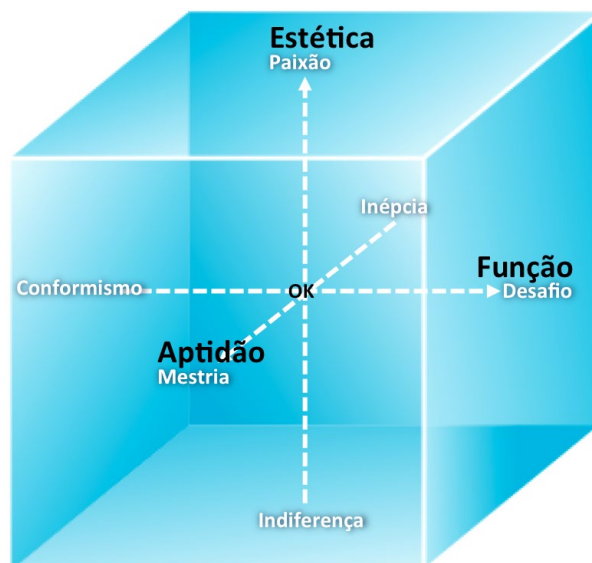 Estética
Paixão
Inépcia
Conformismo
OK
Função
Desafio
Aptidão
Mestria
Indiferença